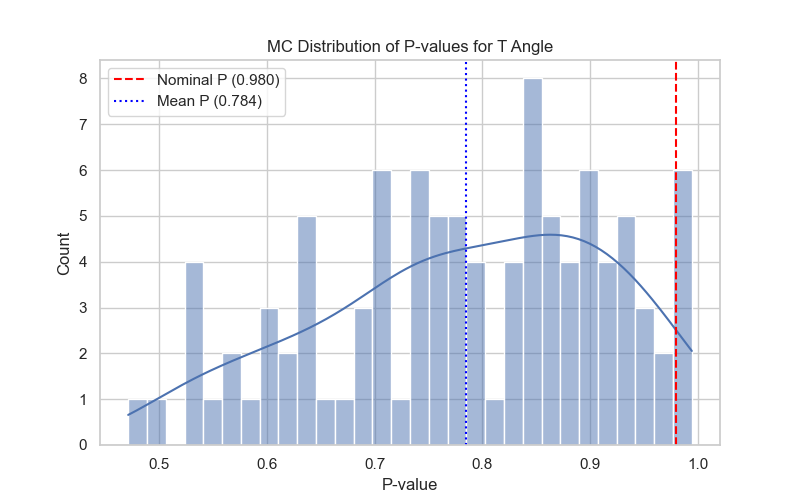 MC Distribution of P-values for T Angle
Nominal P (0.980)
Mean P (0.784)
8
7
6
5
4
3
2
1
0
Count
0.5 0.6 0.7 0.8 0.9 1.0
P-value